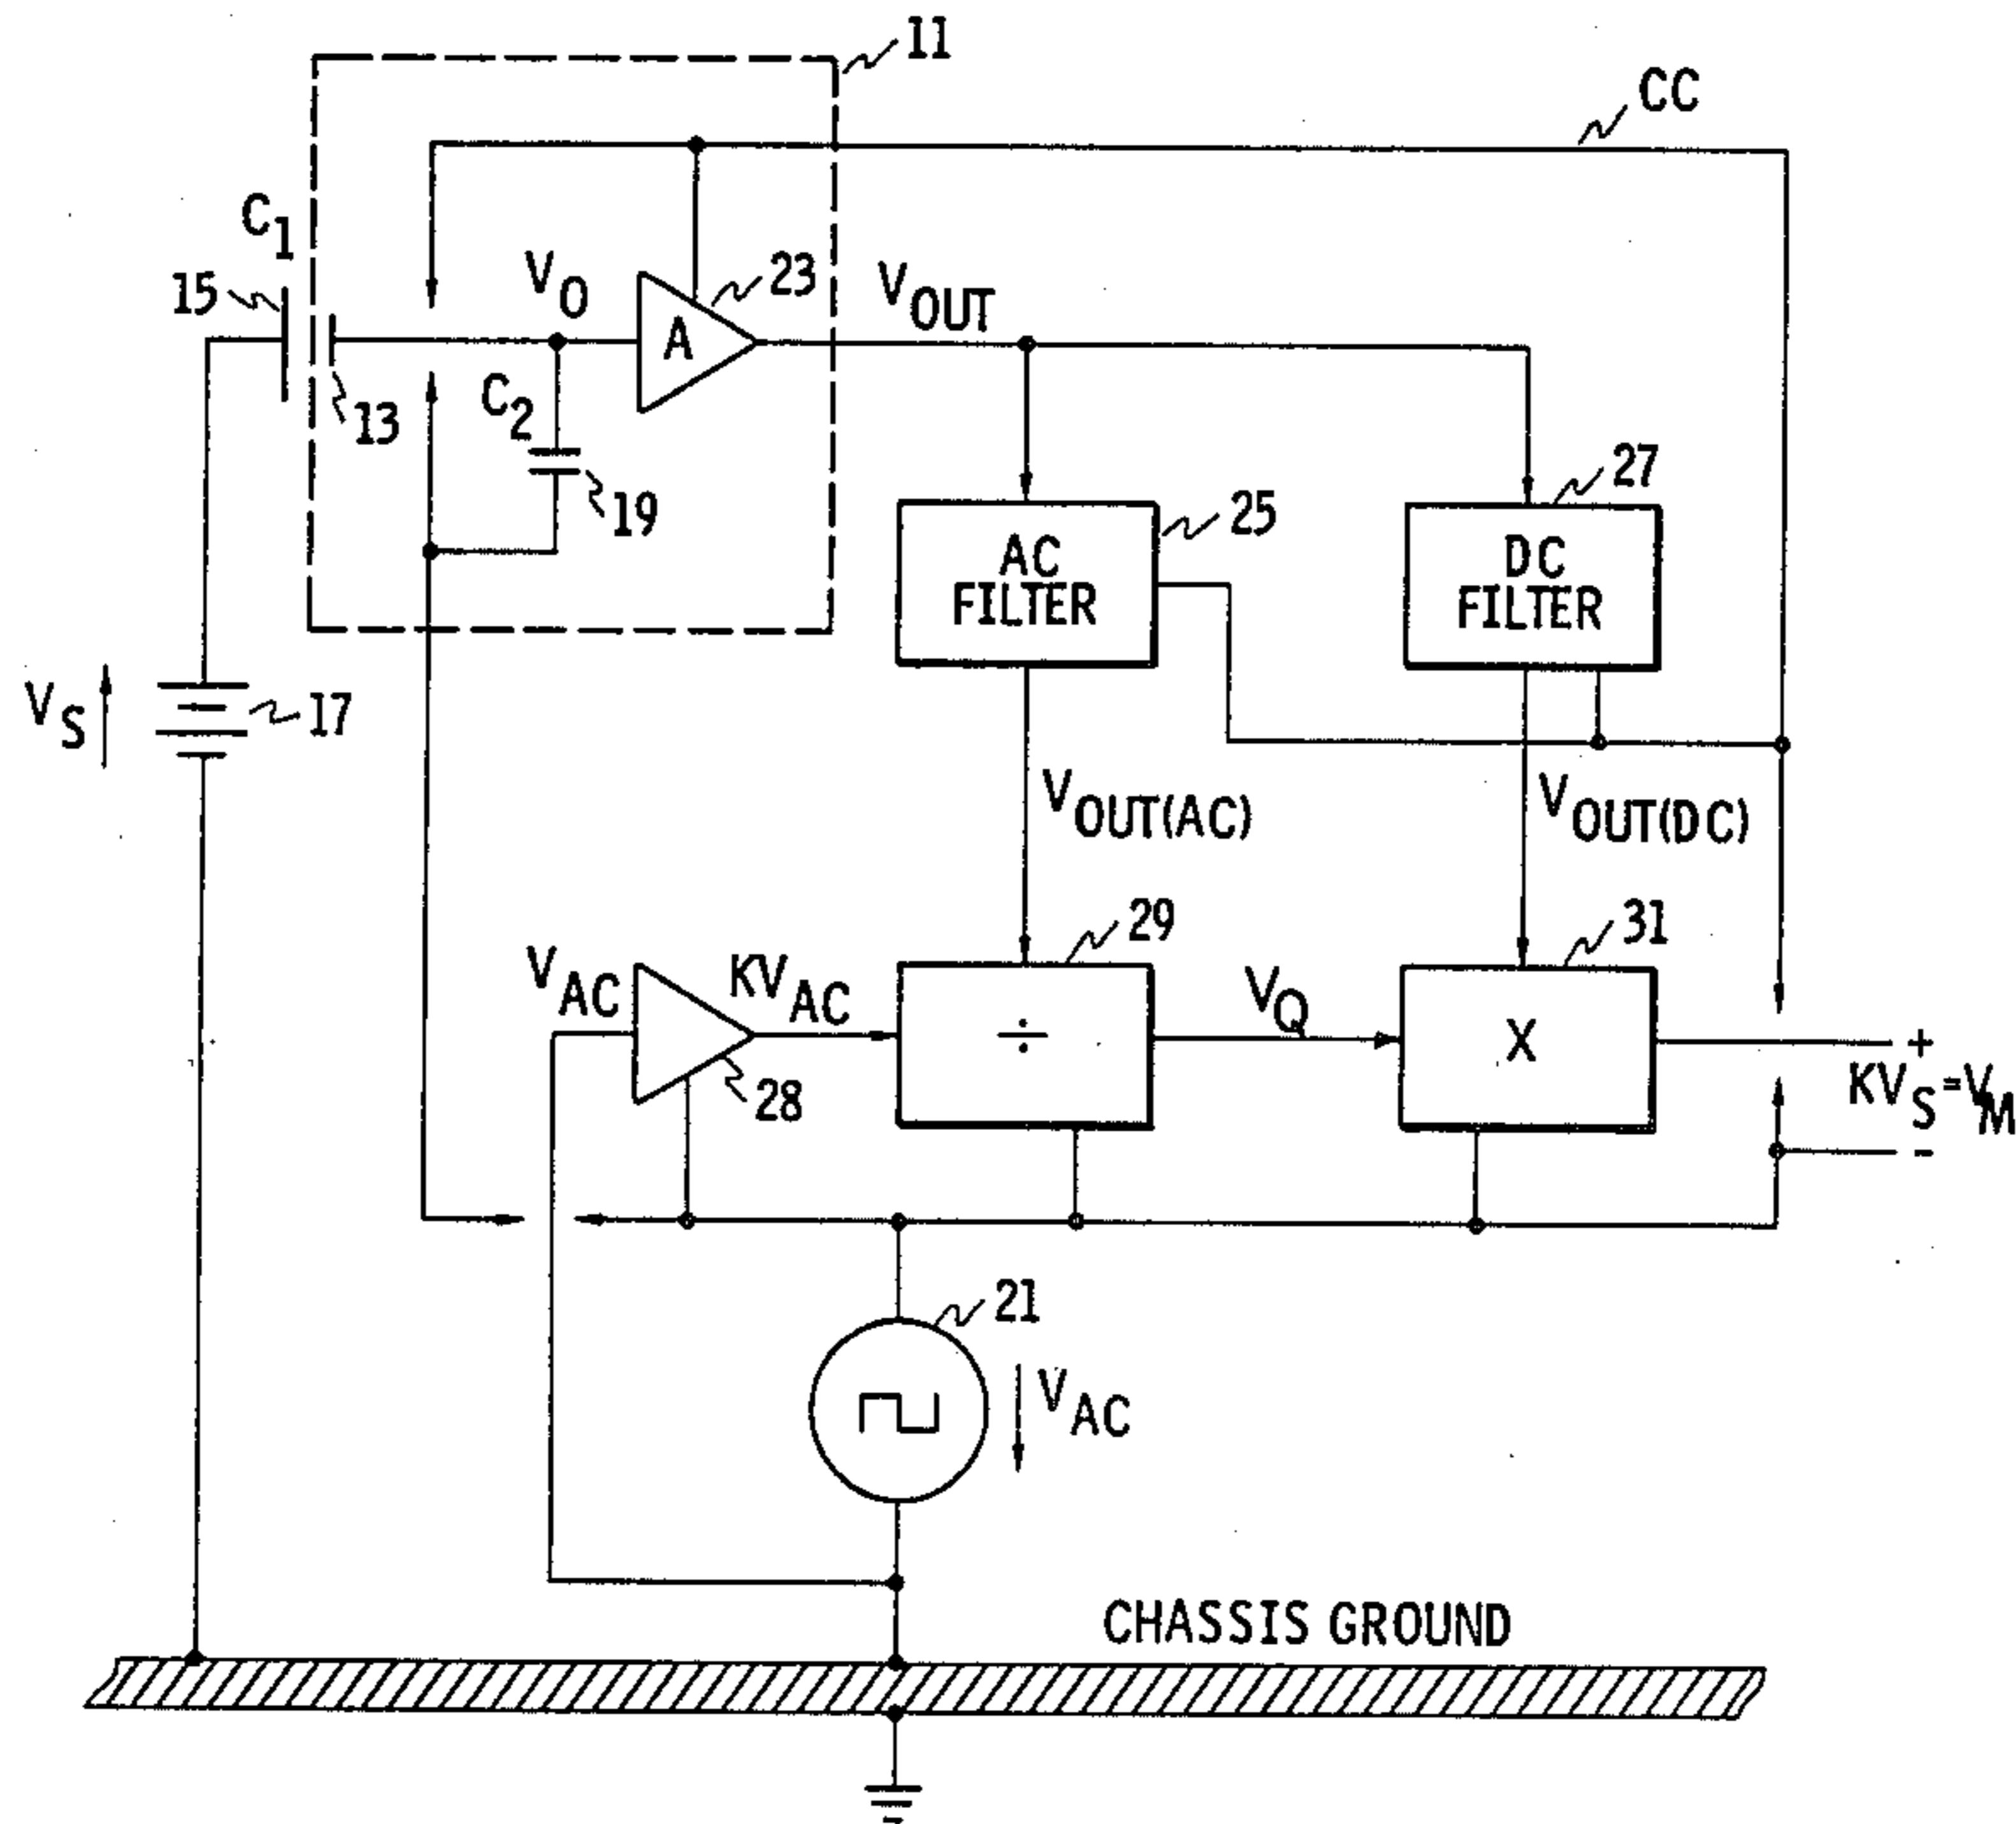 11
CC
C1
15
VO
23
VOUT
A
13
C2
19
25
27
AC
FILTER
DC
FILTER
VS
17
VOUT(AC)
VOUT(DC)
29
31
VAC
KVAC
÷
VQ
X
+
KVS=VM
-
28
21
VAC
CHASSIS GROUND